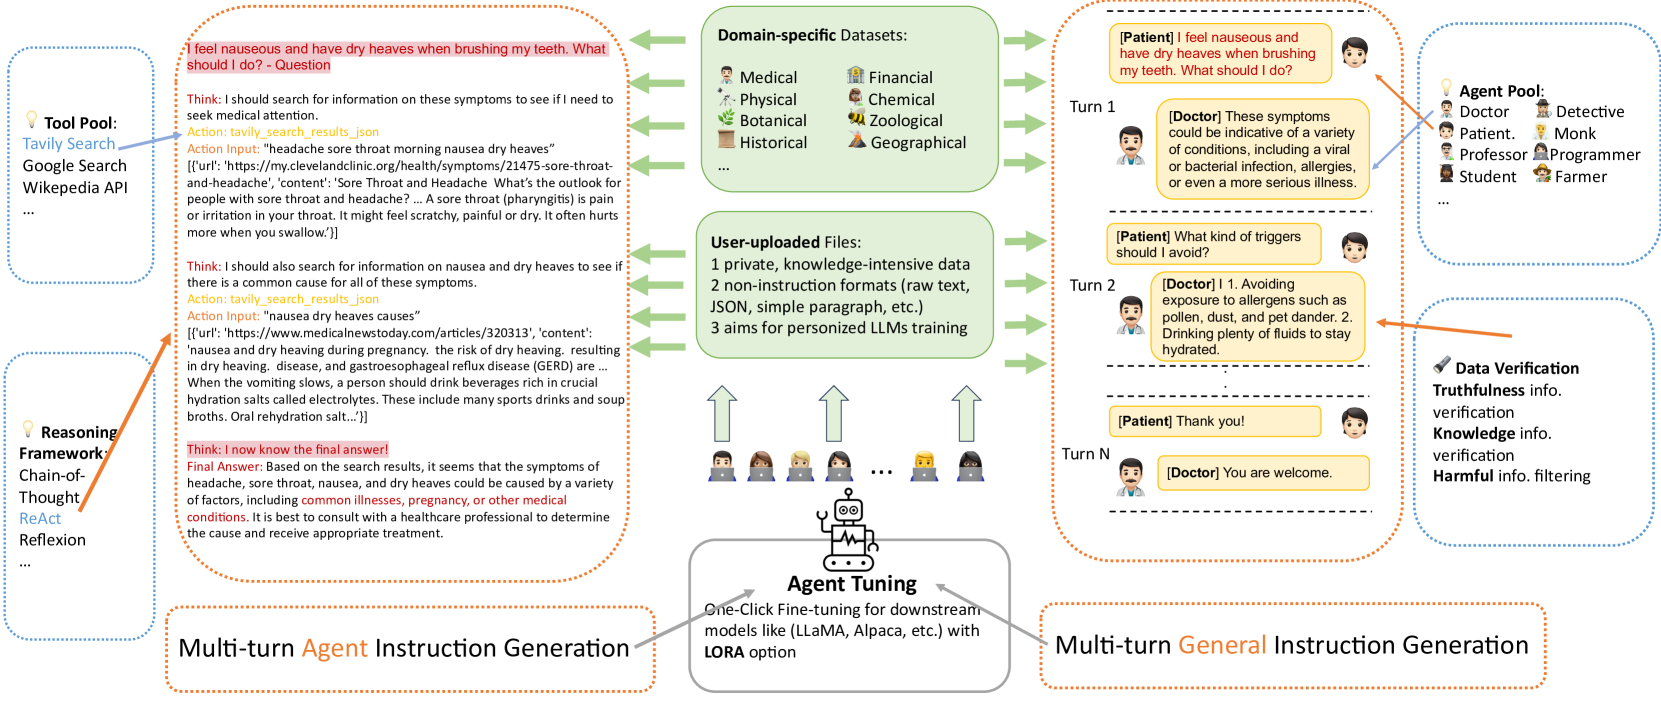 Tool Pool:
Tavily Search
Google Search
Wikepedia API
...
Reasoning
Framework:
Chain-of-
Thought
ReAct
Reflexion
...
I feel nauseous and have dry heaves when brushing my teeth. What
should I do? - Question
Think: I should search for information on these symptoms to see if I need to
seek medical attention.
Action: tavily_search_results_json
Action Input: "headache sore throat morning nausea dry heaves”
[{'url': 'https://my.clevelandclinic.org/health/symptoms/21475-sore-throat-
and-headache', 'content': 'Sore Throat and Headache  What’s the outlook for
people with sore throat and headache? ... A sore throat (pharyngitis) is pain
or irritation in your throat. It might feel scratchy, painful or dry. It often hurts
more when you swallow.’}]
Think: I should also search for information on nausea and dry heaves to see if
there is a common cause for all of these symptoms.
Action: tavily_search_results_json
Action Input: "nausea dry heaves causes”
[{'url': 'https://www.medicalnewstoday.com/articles/320313', 'content':
'nausea and dry heaving during pregnancy.  the risk of dry heaving.  resulting
in dry heaving.  disease, and gastroesophageal reflux disease (GERD) are ...
When the vomiting slows, a person should drink beverages rich in crucial
hydration salts called electrolytes. These include many sports drinks and soup
broths. Oral rehydration salt...’}]
Think: I now know the final answer!
Final Answer: Based on the search results, it seems that the symptoms of
headache, sore throat, nausea, and dry heaves could be caused by a variety
of factors, including common illnesses, pregnancy, or other medical
conditions. It is best to consult with a healthcare professional to determine
the cause and receive appropriate treatment.
Multi-turn Agent Instruction Generation
Domain-specific Datasets:
Medical Financial
Physical Chemical
Botanical Zoological
Historical Geographical
...
User-uploaded Files:
1 private, knowledge-intensive data
2 non-instruction formats (raw text,
JSON, simple paragraph, etc.)
3 aims for personized LLMs training
...
Agent Tuning
One-Click Fine-tuning for downstream
models like (LLaMA, Alpaca, etc.) with
LORA option
[Patient] I feel nauseous and
have dry heaves when brushing
my teeth. What should I do?
Turn 1
[Doctor] These symptoms
could be indicative of a variety
of conditions, including a viral
or bacterial infection, allergies,
or even a more serious illness.
[Patient] What kind of triggers
should I avoid?
Turn 2
[Doctor] I 1. Avoiding
exposure to allergens such as
pollen, dust, and pet dander. 2.
Drinking plenty of fluids to stay
hydrated.
:
[Patient] Thank you!
Turn N
[Doctor] You are welcome.
Multi-turn General Instruction Generation
Agent Pool:
Doctor Detective
Patient. Monk
Professor Programmer
Student Farmer
...
Data Verification
Truthfulness info.
verification
Knowledge info.
verification
Harmful info. filtering